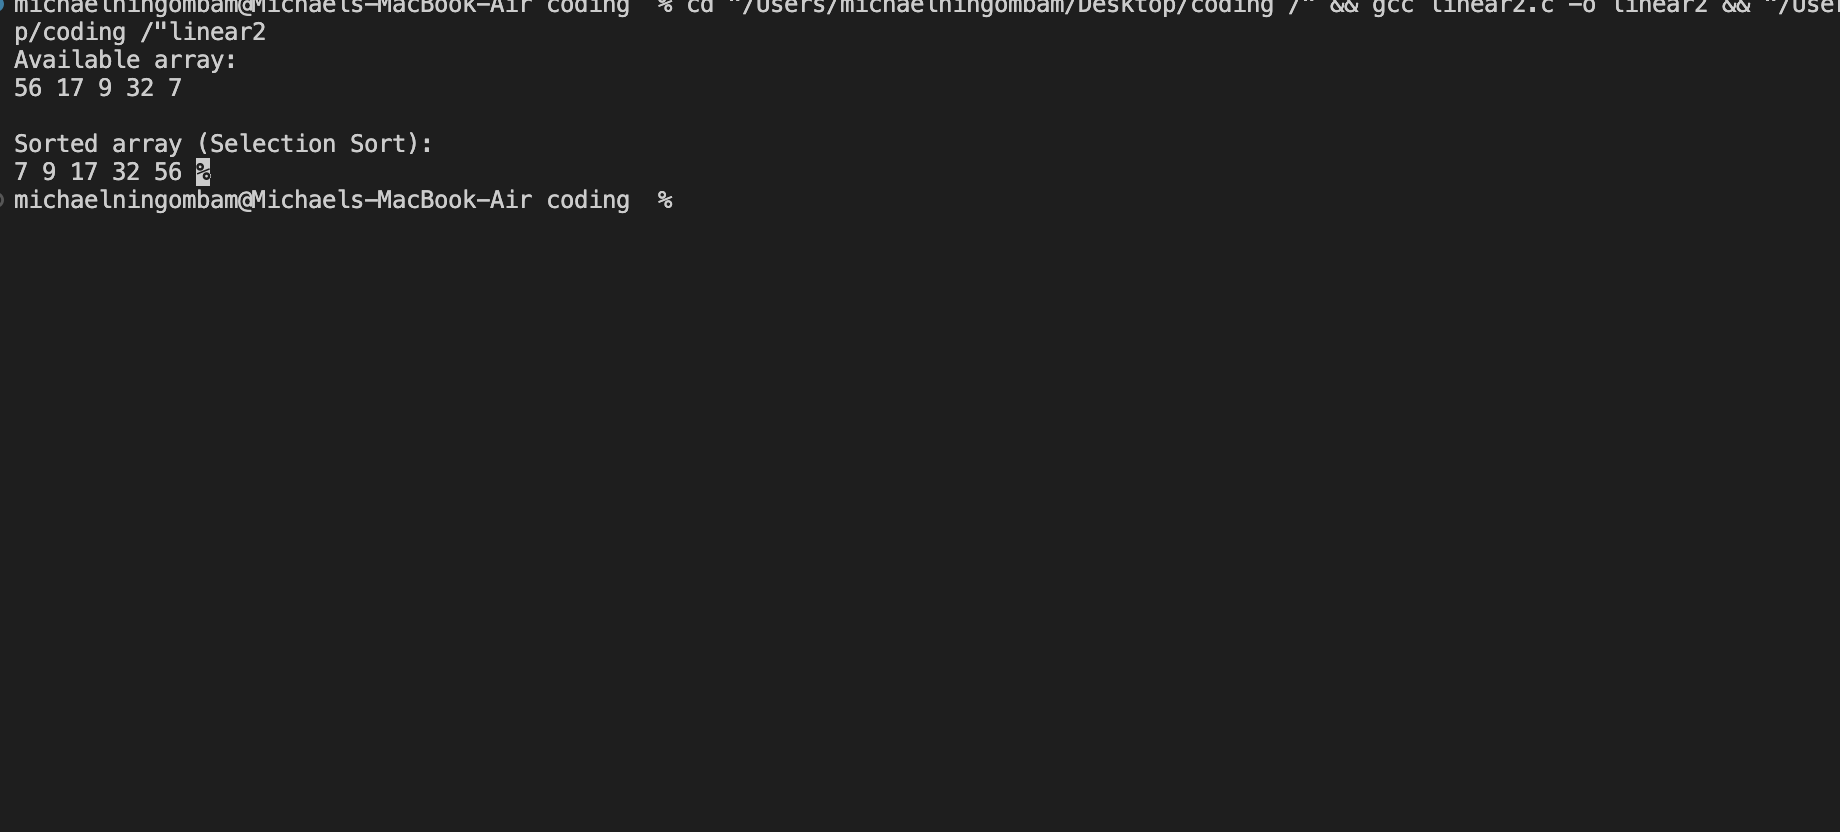 michaelningombam@Michaels-MacBook-Air coding  % cd "/Users/michaelningombam/Desktop/coding /" && gcc linear2.c -o linear2 && "/User
p/coding /"linear2
Available array:
56 17 9 32 7
Sorted array (Selection Sort):
7 9 17 32 56 %
michaelningombam@Michaels-MacBook-Air coding  %